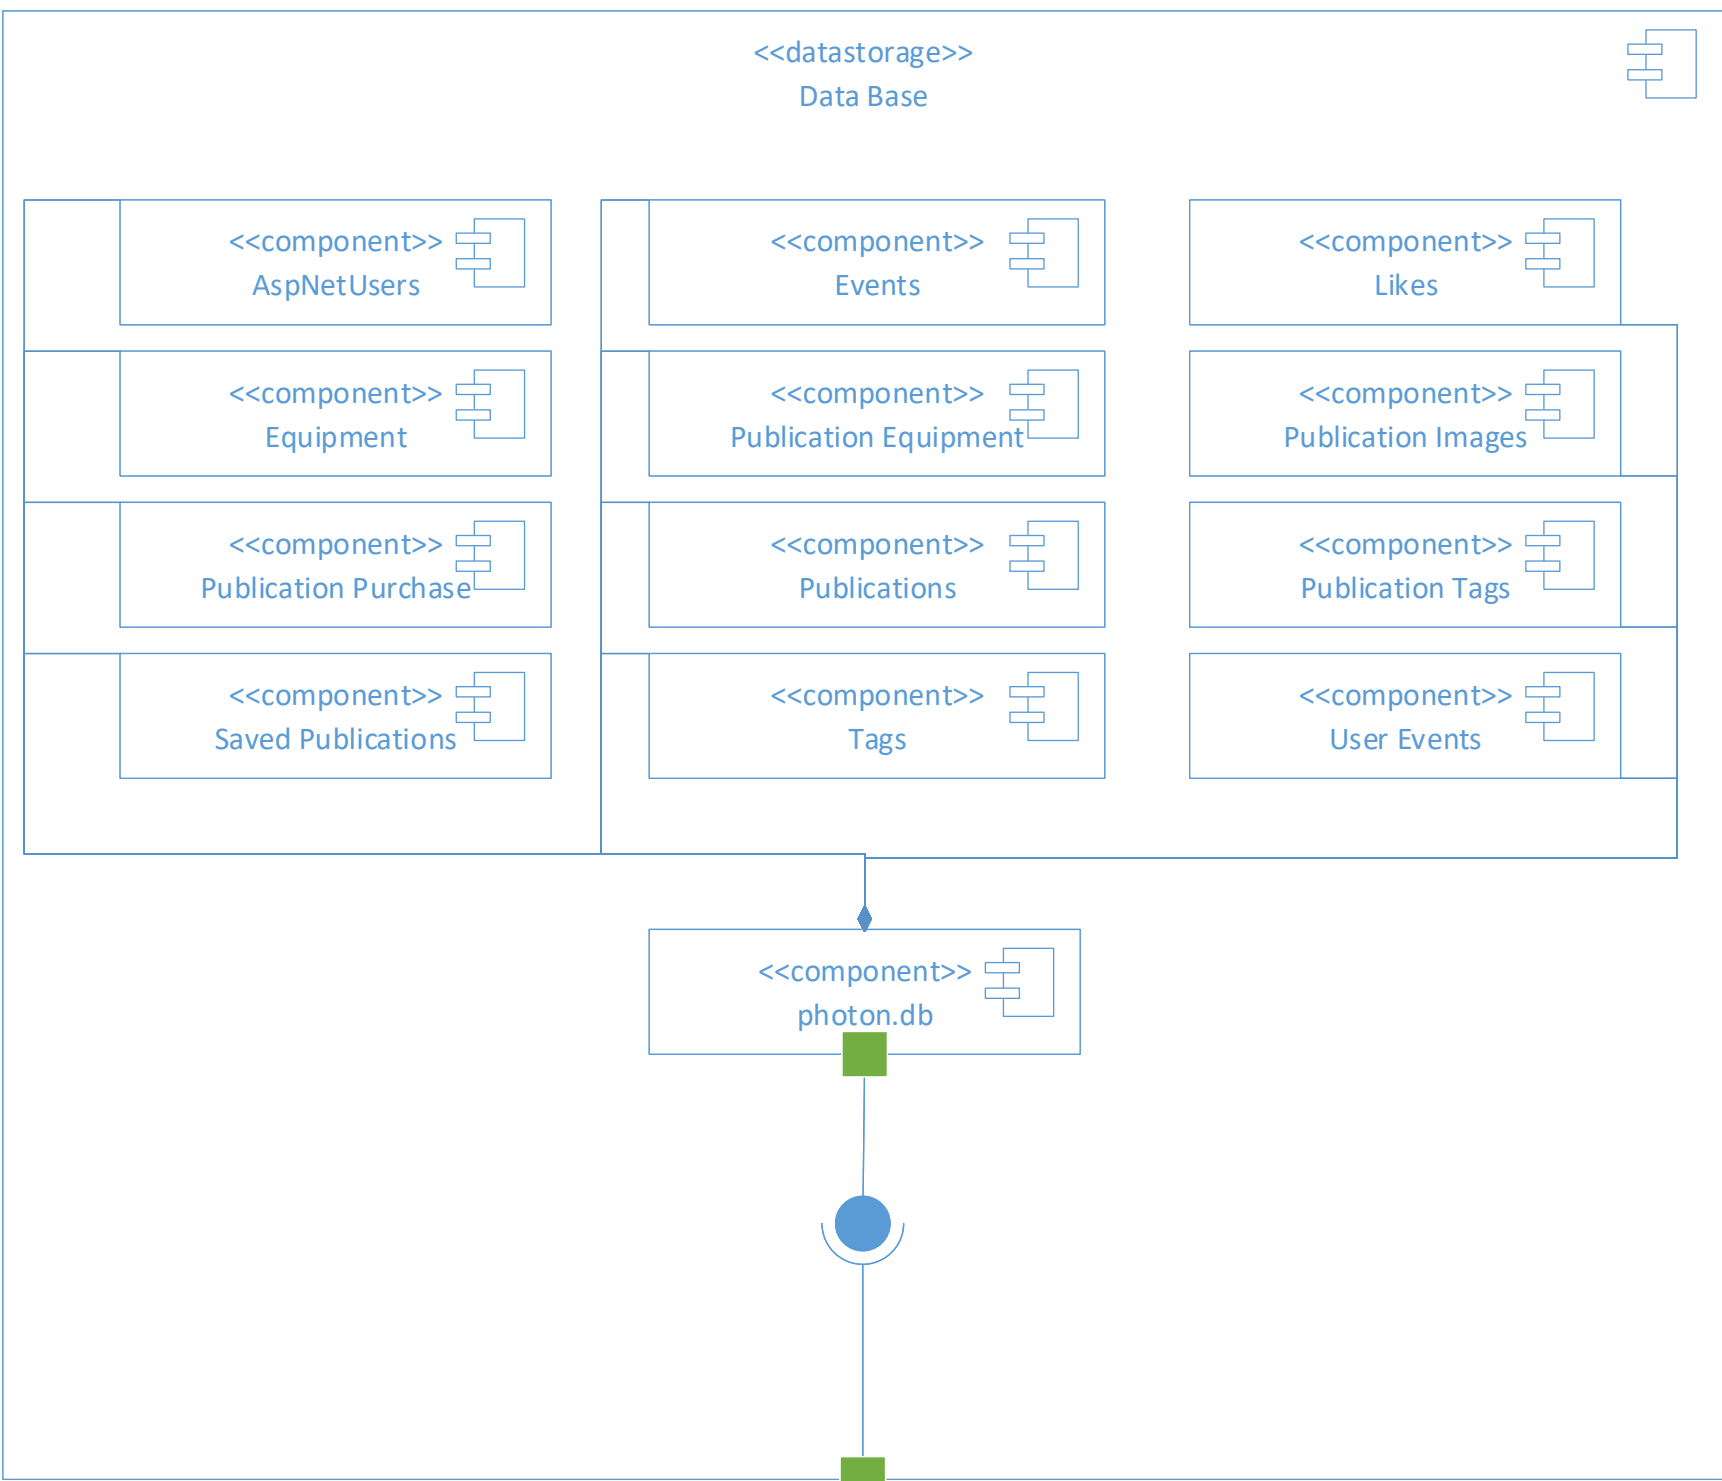 <<datastorage>>
Data Base
<<component>>
AspNetUsers
<<component>>
Events
<<component>>
Likes
<<component>>
Equipment
<<component>>
Publication Equipment
<<component>>
Publication Images
<<component>>
Publication Purchase
<<component>>
Publications
<<component>>
Publication Tags
<<component>>
Saved Publications
<<component>>
Tags
<<component>>
User Events
<<component>>
photon.db